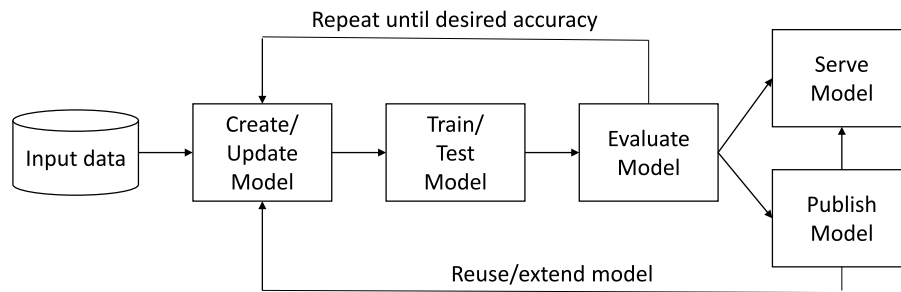 Repeat until desired accuracy
Input data
Create/
Update
Model
Train/
Test
Model
Evaluate
Model
Serve
Model
Publish
Model
Reuse/extend model